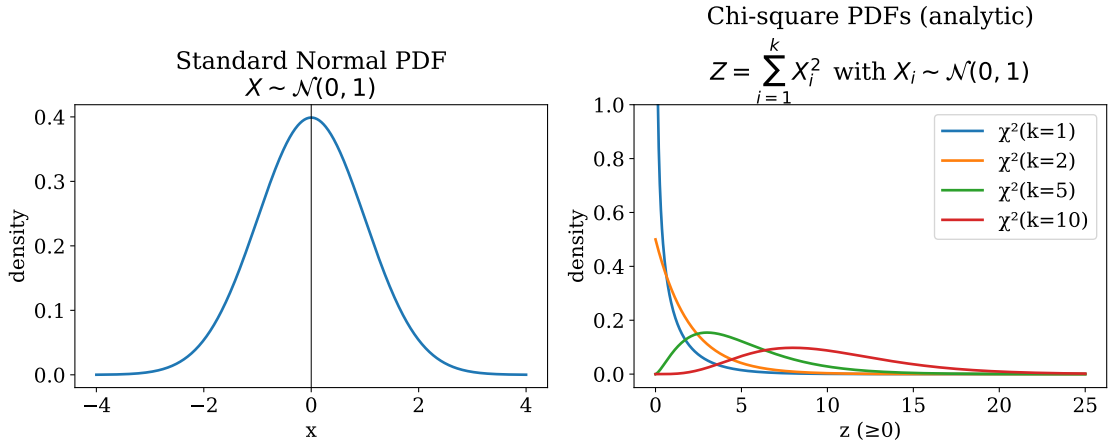 Standard Normal PDF
X ~ 𝒩(0, 1)
density
0.4
0.3
0.2
0.1
0.0
−4
−2
0
2
4
x
Chi-square PDFs (analytic)
Z = ∑_{i=1}^{k} X_i^2 with X_i ~ 𝒩(0, 1)
density
1.0
0.8
0.6
0.4
0.2
0.0
χ²(k=1)
χ²(k=2)
χ²(k=5)
χ²(k=10)
0
5
10
15
20
25
z (≥0)